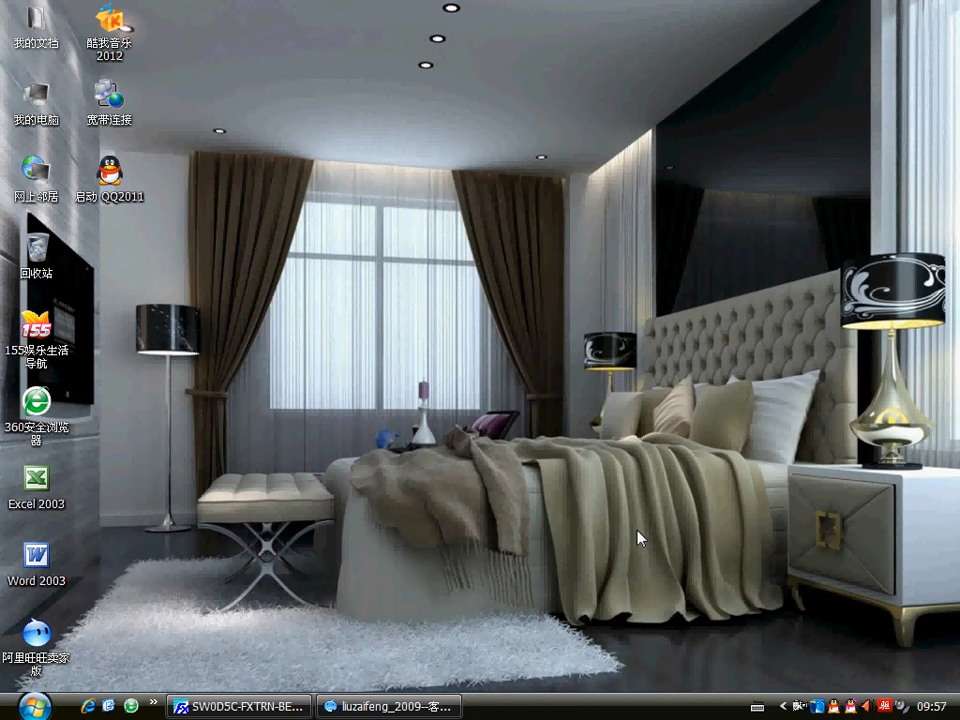 我的文档
酷我音乐
2012
我的电脑
宽带连接
网上邻居
启动 QQ2011
回收站
155
155娱乐生活
导航
360安全浏览
器
Excel 2003
Word 2003
阿里旺旺卖家
版
SW0D5C-FXTRN-BE...
liuzaifeng_2009--客...
09:57